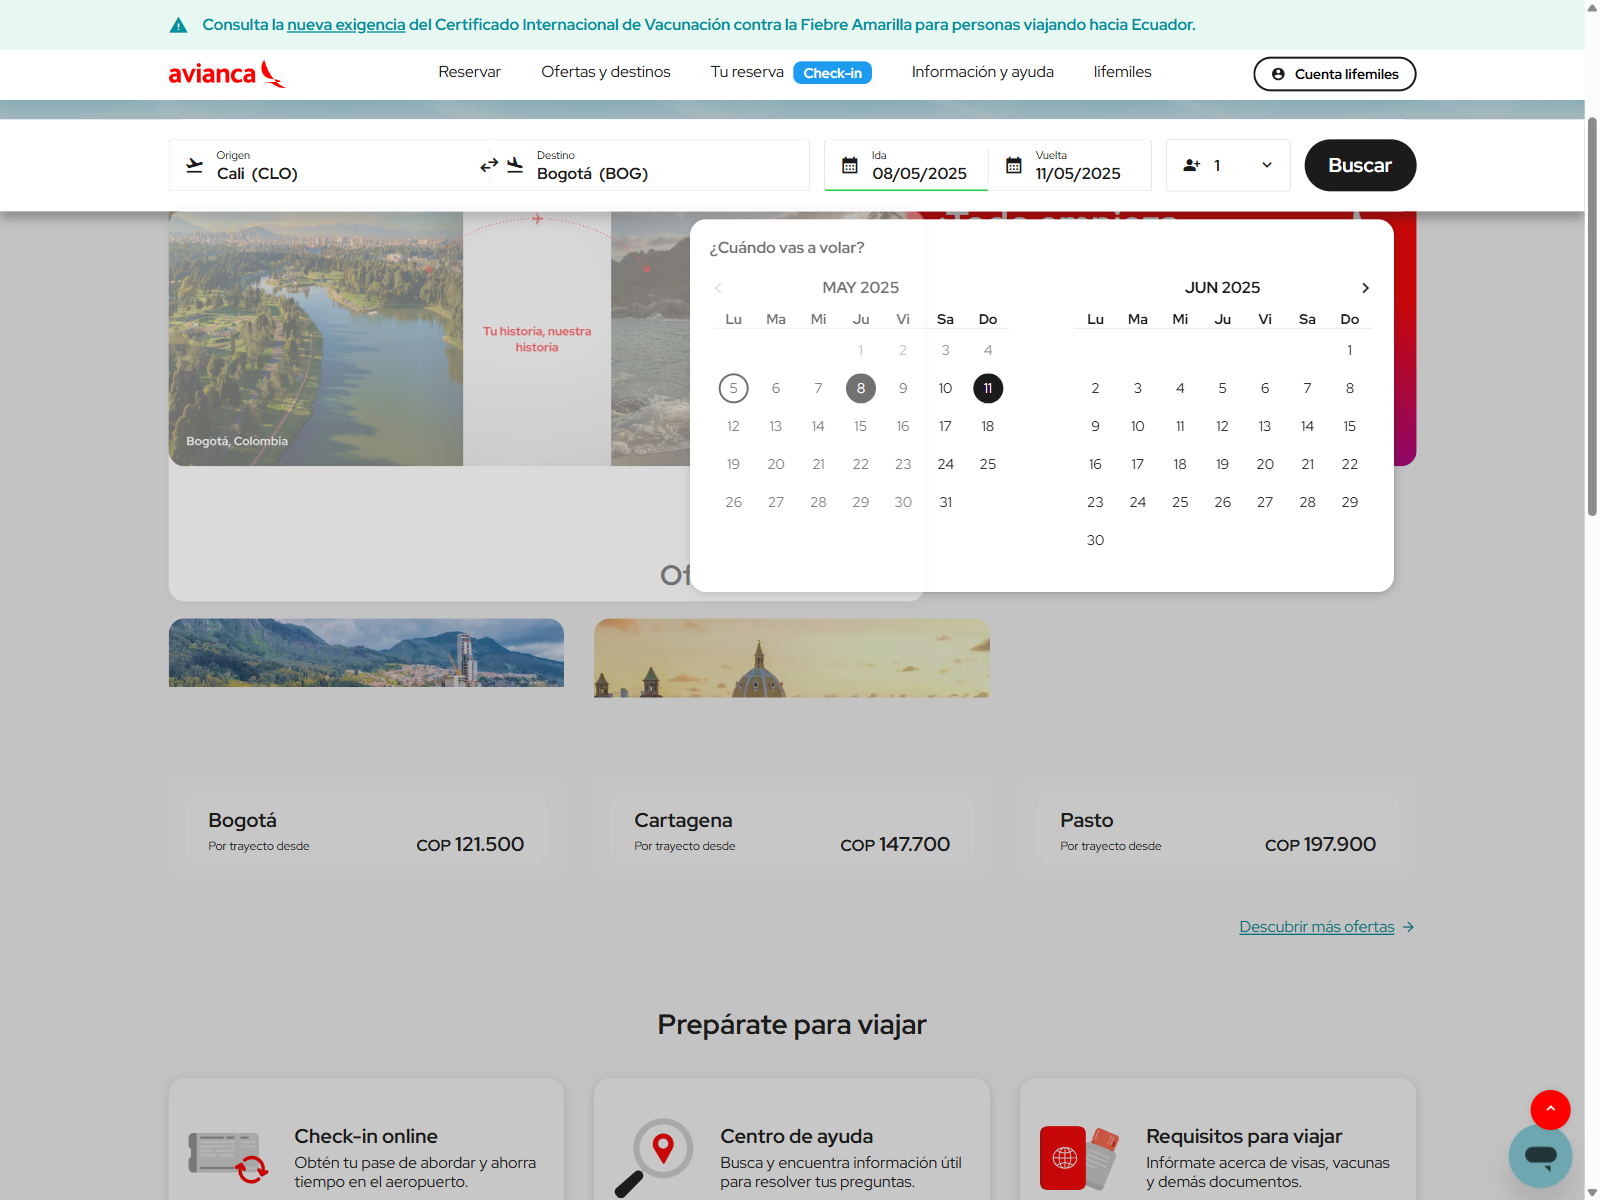 Consulta la nueva exigencia del Certificado Internacional de Vacunación contra la Fiebre Amarilla para personas viajando hacia Ecuador.
avianca
Reservar
Ofertas y destinos
Tu reserva
Check-in
Información y ayuda
lifemiles
Cuenta lifemiles
Origen
Cali (CLO)
Destino
Bogotá (BOG)
Ida
08/05/2025
Vuelta
11/05/2025
1
Buscar
Tu historia, nuestra
historia
Bogotá, Colombia
¡Todo empieza
¿Cuándo vas a volar?
MAY 2025
Lu Ma Mi Ju Vi Sa Do
1 2 3 4
5 6 7 8 9 10 11
12 13 14 15 16 17 18
19 20 21 22 23 24 25
26 27 28 29 30 31
JUN 2025
Lu Ma Mi Ju Vi Sa Do
1
2 3 4 5 6 7 8
9 10 11 12 13 14 15
16 17 18 19 20 21 22
23 24 25 26 27 28 29
30
Of
Bogotá
Por trayecto desde
COP 121.500
Cartagena
Por trayecto desde
COP 147.700
Pasto
Por trayecto desde
COP 197.900
Descubrir más ofertas
Prepárate para viajar
Check-in online
Obtén tu pase de abordar y ahorra
tiempo en el aeropuerto.
Centro de ayuda
Busca y encuentra información útil
para resolver tus preguntas.
Requisitos para viajar
Infórmate acerca de visas, vacunas
y demás documentos.